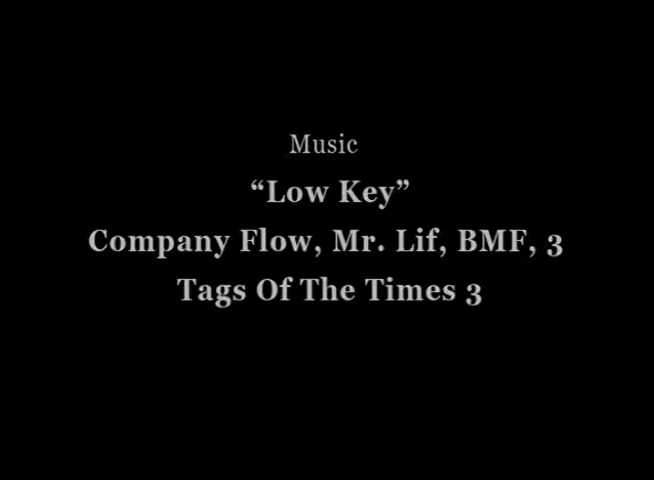 Music
“Low Key”
Company Flow, Mr. Lif, BMF, 3
Tags Of The Times 3